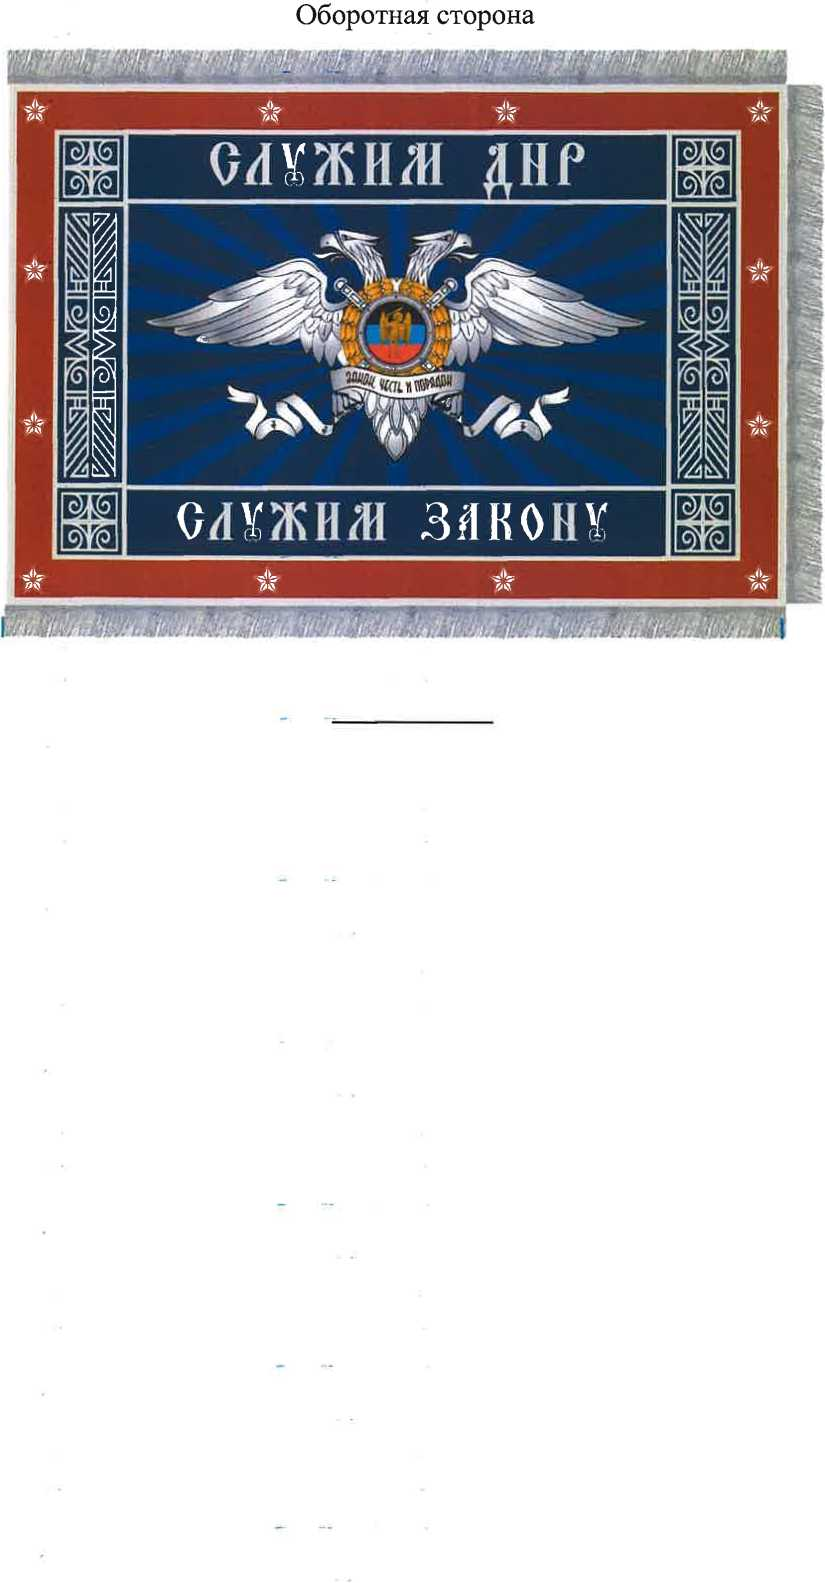 Оборотная сторона
СЛУЖИМ ДНР
ЗАКОН, ЧЕСТЬ И ПОРЯДОК
СЛУЖИМ ЗАКОНУ